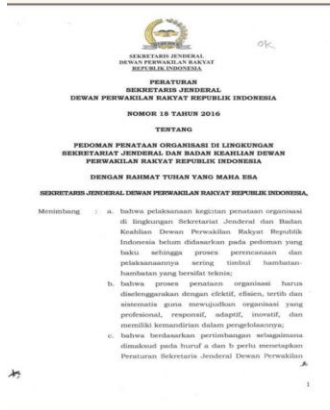 OK
SEKRETARIS JENDERAL
DEWAN PERWAKILAN RAKYAT
REPUBLIK INDONESIA
PERATURAN
SEKRETARIS JENDERAL
DEWAN PERWAKILAN RAKYAT REPUBLIK INDONESIA
NOMOR 18 TAHUN 2016
TENTANG
PEDOMAN PENATAAN ORGANISASI DI LINGKUNGAN
SEKRETARIAT JENDERAL DAN BADAN KEAHLIAN DEWAN
PERWAKILAN RAKYAT REPUBLIK INDONESIA
DENGAN RAHMAT TUHAN YANG MAHA ESA
SEKRETARIS JENDERAL DEWAN PERWAKILAN RAKYAT REPUBLIK INDONESIA,
Menimbang : a. bahwa pelaksanaan kegiatan penataan organisasi
di lingkungan Sekretariat Jenderal dan Badan
Keahlian Dewan Perwakilan Rakyat Republik
Indonesia belum didasarkan pada pedoman yang
baku sehingga proses perencanaan dan
pelaksanaannya sering timbul hambatan-
hambatan yang bersifat teknis;
b. bahwa proses penataan organisasi harus
diselenggarakan dengan efektif, efisien, tertib dan
sistematis guna mewujudkan organisasi yang
profesional, responsif, adaptif, inovatif, dan
memiliki kemandirian dalam pengelolaannya;
c. bahwa berdasarkan pertimbangan sebagaimana
dimaksud pada huruf a dan b perlu menetapkan
Peraturan Sekretaris Jenderal Dewan Perwakilan
1